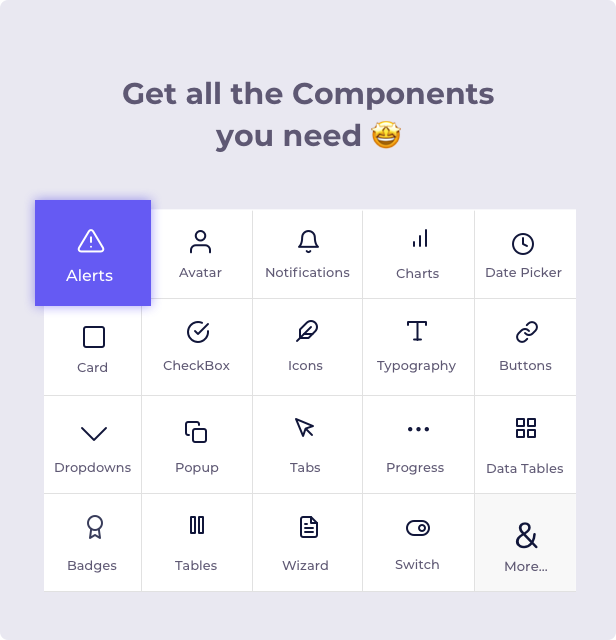 Get all the Components
you need 🤩
Alerts
Avatar
Notifications
Charts
Date Picker
Card
CheckBox
Icons
Typography
Buttons
Dropdowns
Popup
Tabs
Progress
Data Tables
Badges
Tables
Wizard
Switch
&
More...